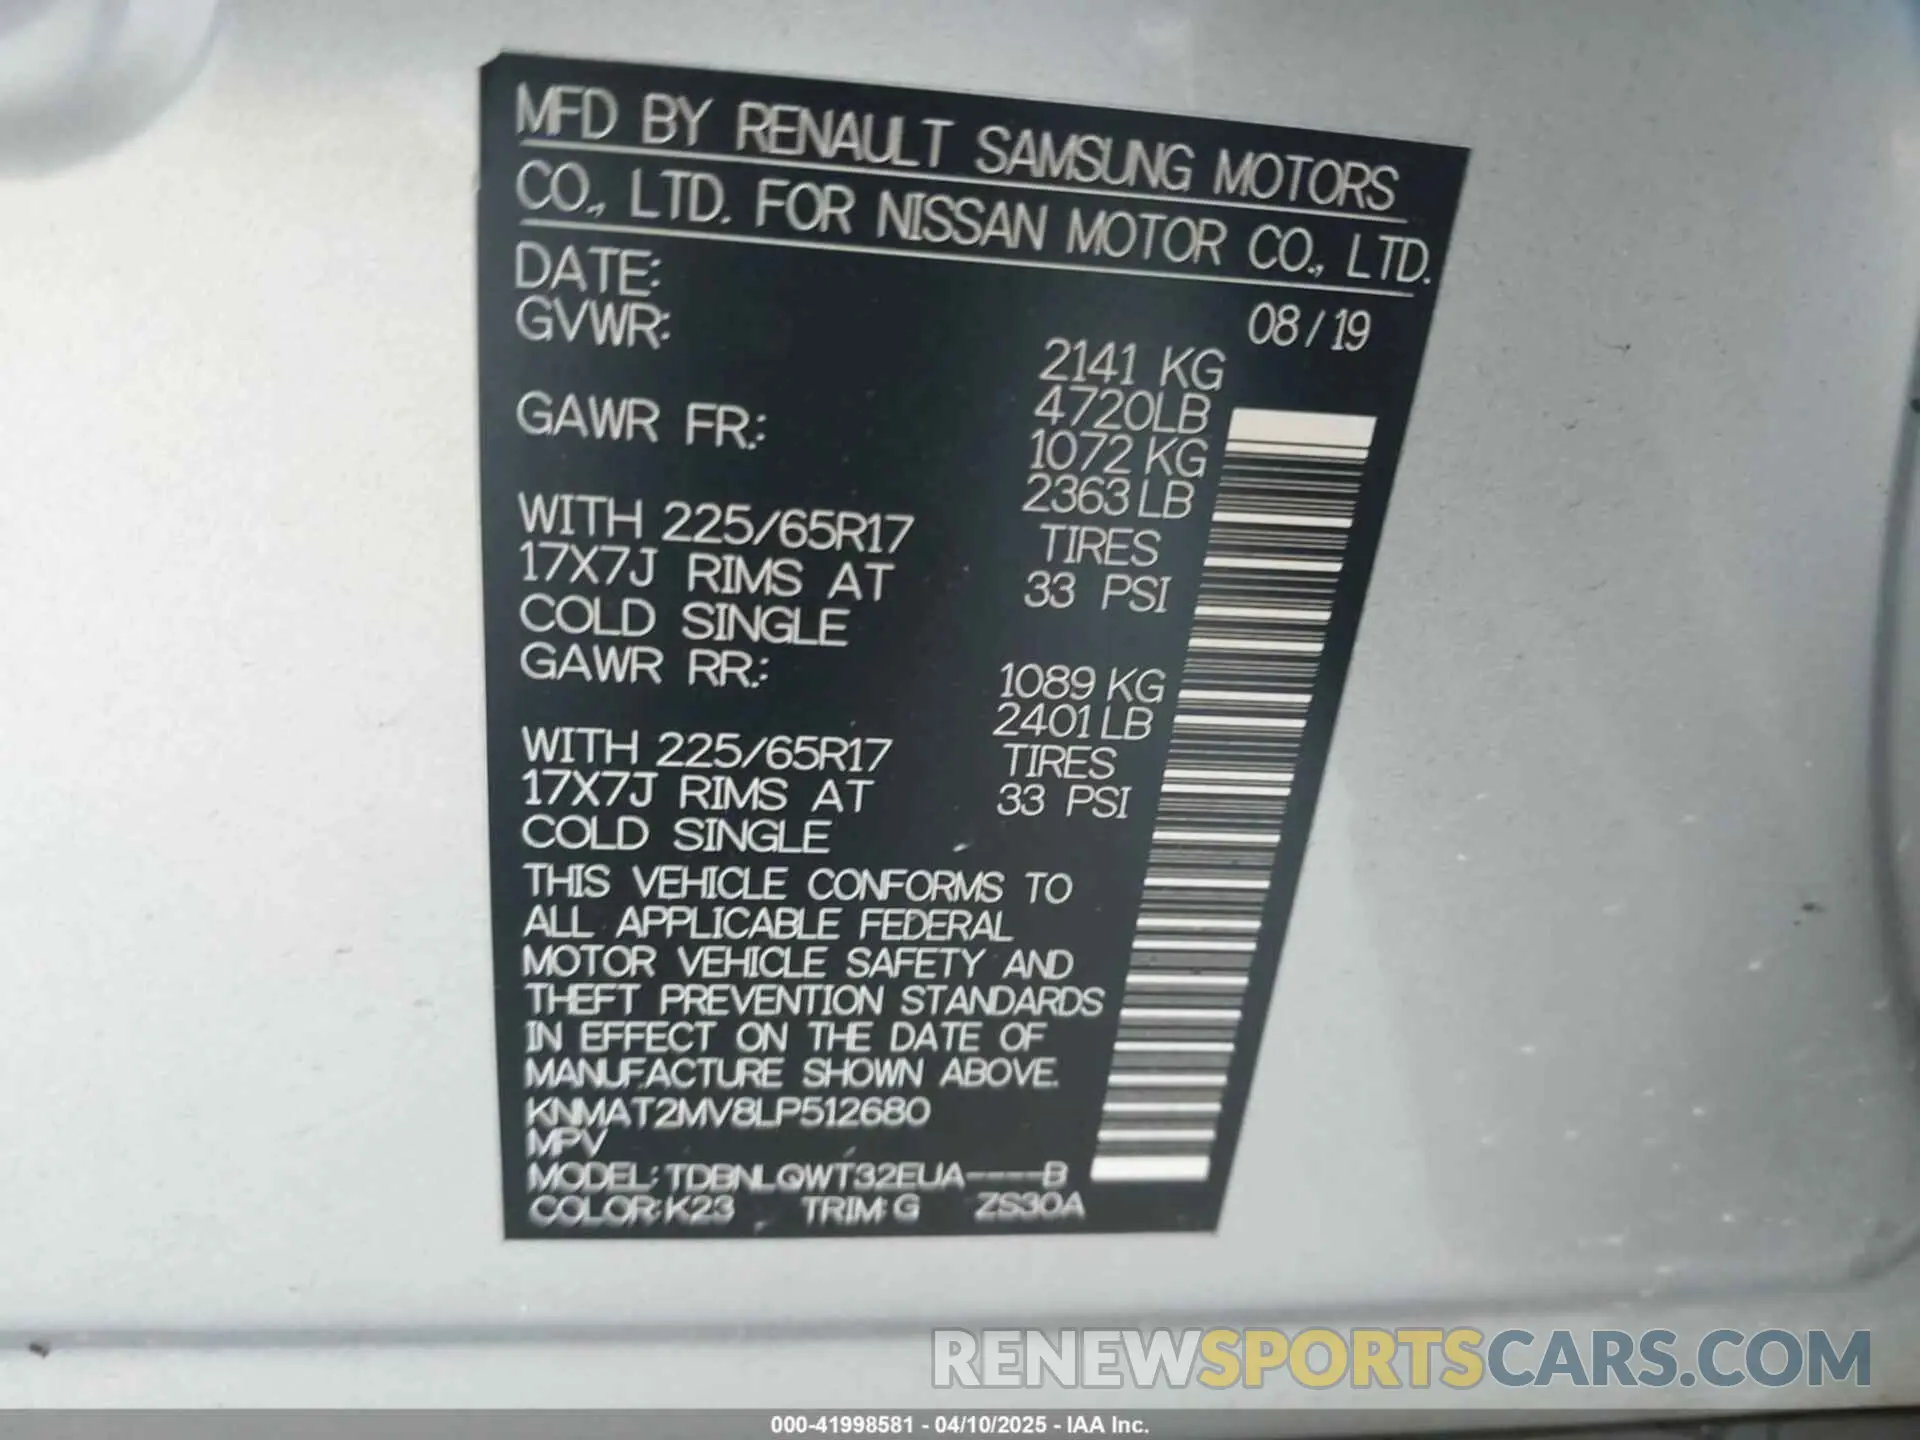 MFD BY RENAULT SAMSUNG MOTORS
CO., LTD. FOR NISSAN MOTOR CO., LTD.
DATE: 08/19
GVWR: 2141 KG
4720LB
GAWR FR.: 1072 KG
2363 LB
WITH 225/65R17 TIRES
17X7J RIMS AT 33 PSI
COLD SINGLE
GAWR RR.: 1089 KG
2401 LB
WITH 225/65R17 TIRES
17X7J RIMS AT 33 PSI
COLD SINGLE
THIS VEHICLE CONFORMS TO
ALL APPLICABLE FEDERAL
MOTOR VEHICLE SAFETY AND
THEFT PREVENTION STANDARDS
IN EFFECT ON THE DATE OF
MANUFACTURE SHOWN ABOVE.
KNMAT2MV8LP512680
MPV
MODEL: TDBNLQWT32EUA----B
COLOR: K23 TRIM: G ZS30A
RENEWSPORTSCARS.COM
000-41998581 - 04/10/2025 - IAA Inc.